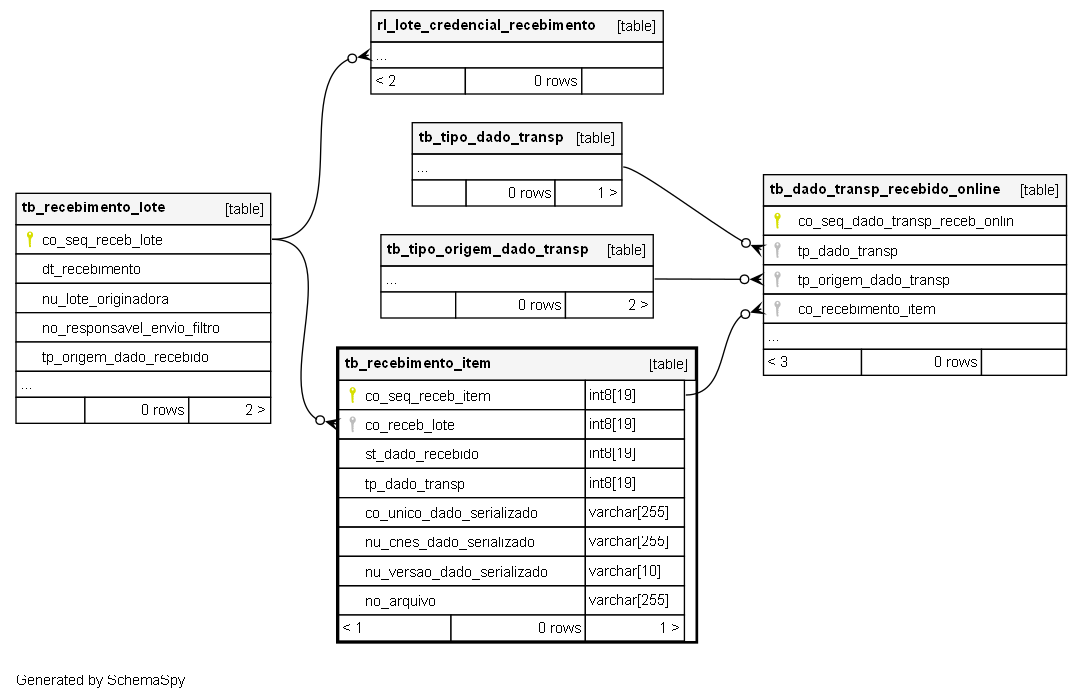 rl_lote_credencial_recebimento [table]
...
< 2 0 rows
tb_tipo_dado_transp [table]
...
0 rows 1 >
tb_tipo_origem_dado_transp [table]
...
0 rows 2 >
tb_recebimento_lote [table]
co_seq_receb_lote
dt_recebimento
nu_lote_originadora
no_responsavel_envio_filtro
tp_origem_dado_recebido
...
0 rows 2 >
tb_dado_transp_recebido_online [table]
co_seq_dado_transp_receb_onlin
tp_dado_transp
tp_origem_dado_transp
co_recebimento_item
...
< 3 0 rows
tb_recebimento_item [table]
co_seq_receb_item int8[19]
co_receb_lote int8[19]
st_dado_recebido int8[19]
tp_dado_transp int8[19]
co_unico_dado_serializado varchar[255]
nu_cnes_dado_serializado varchar[255]
nu_versao_dado_serializado varchar[10]
no_arquivo varchar[255]
< 1 0 rows 1 >
Generated by SchemaSpy